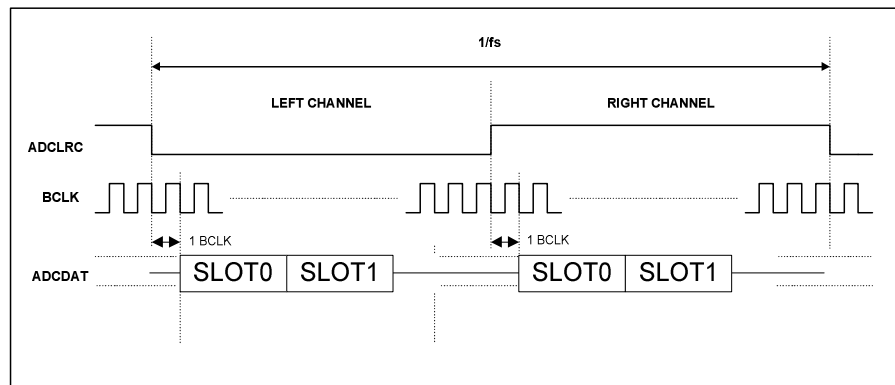 1/fs
LEFT CHANNEL RIGHT CHANNEL
ADCLRC
BCLK
1 BCLK 1 BCLK
ADCDAT SLOT0 SLOT1 SLOT0 SLOT1